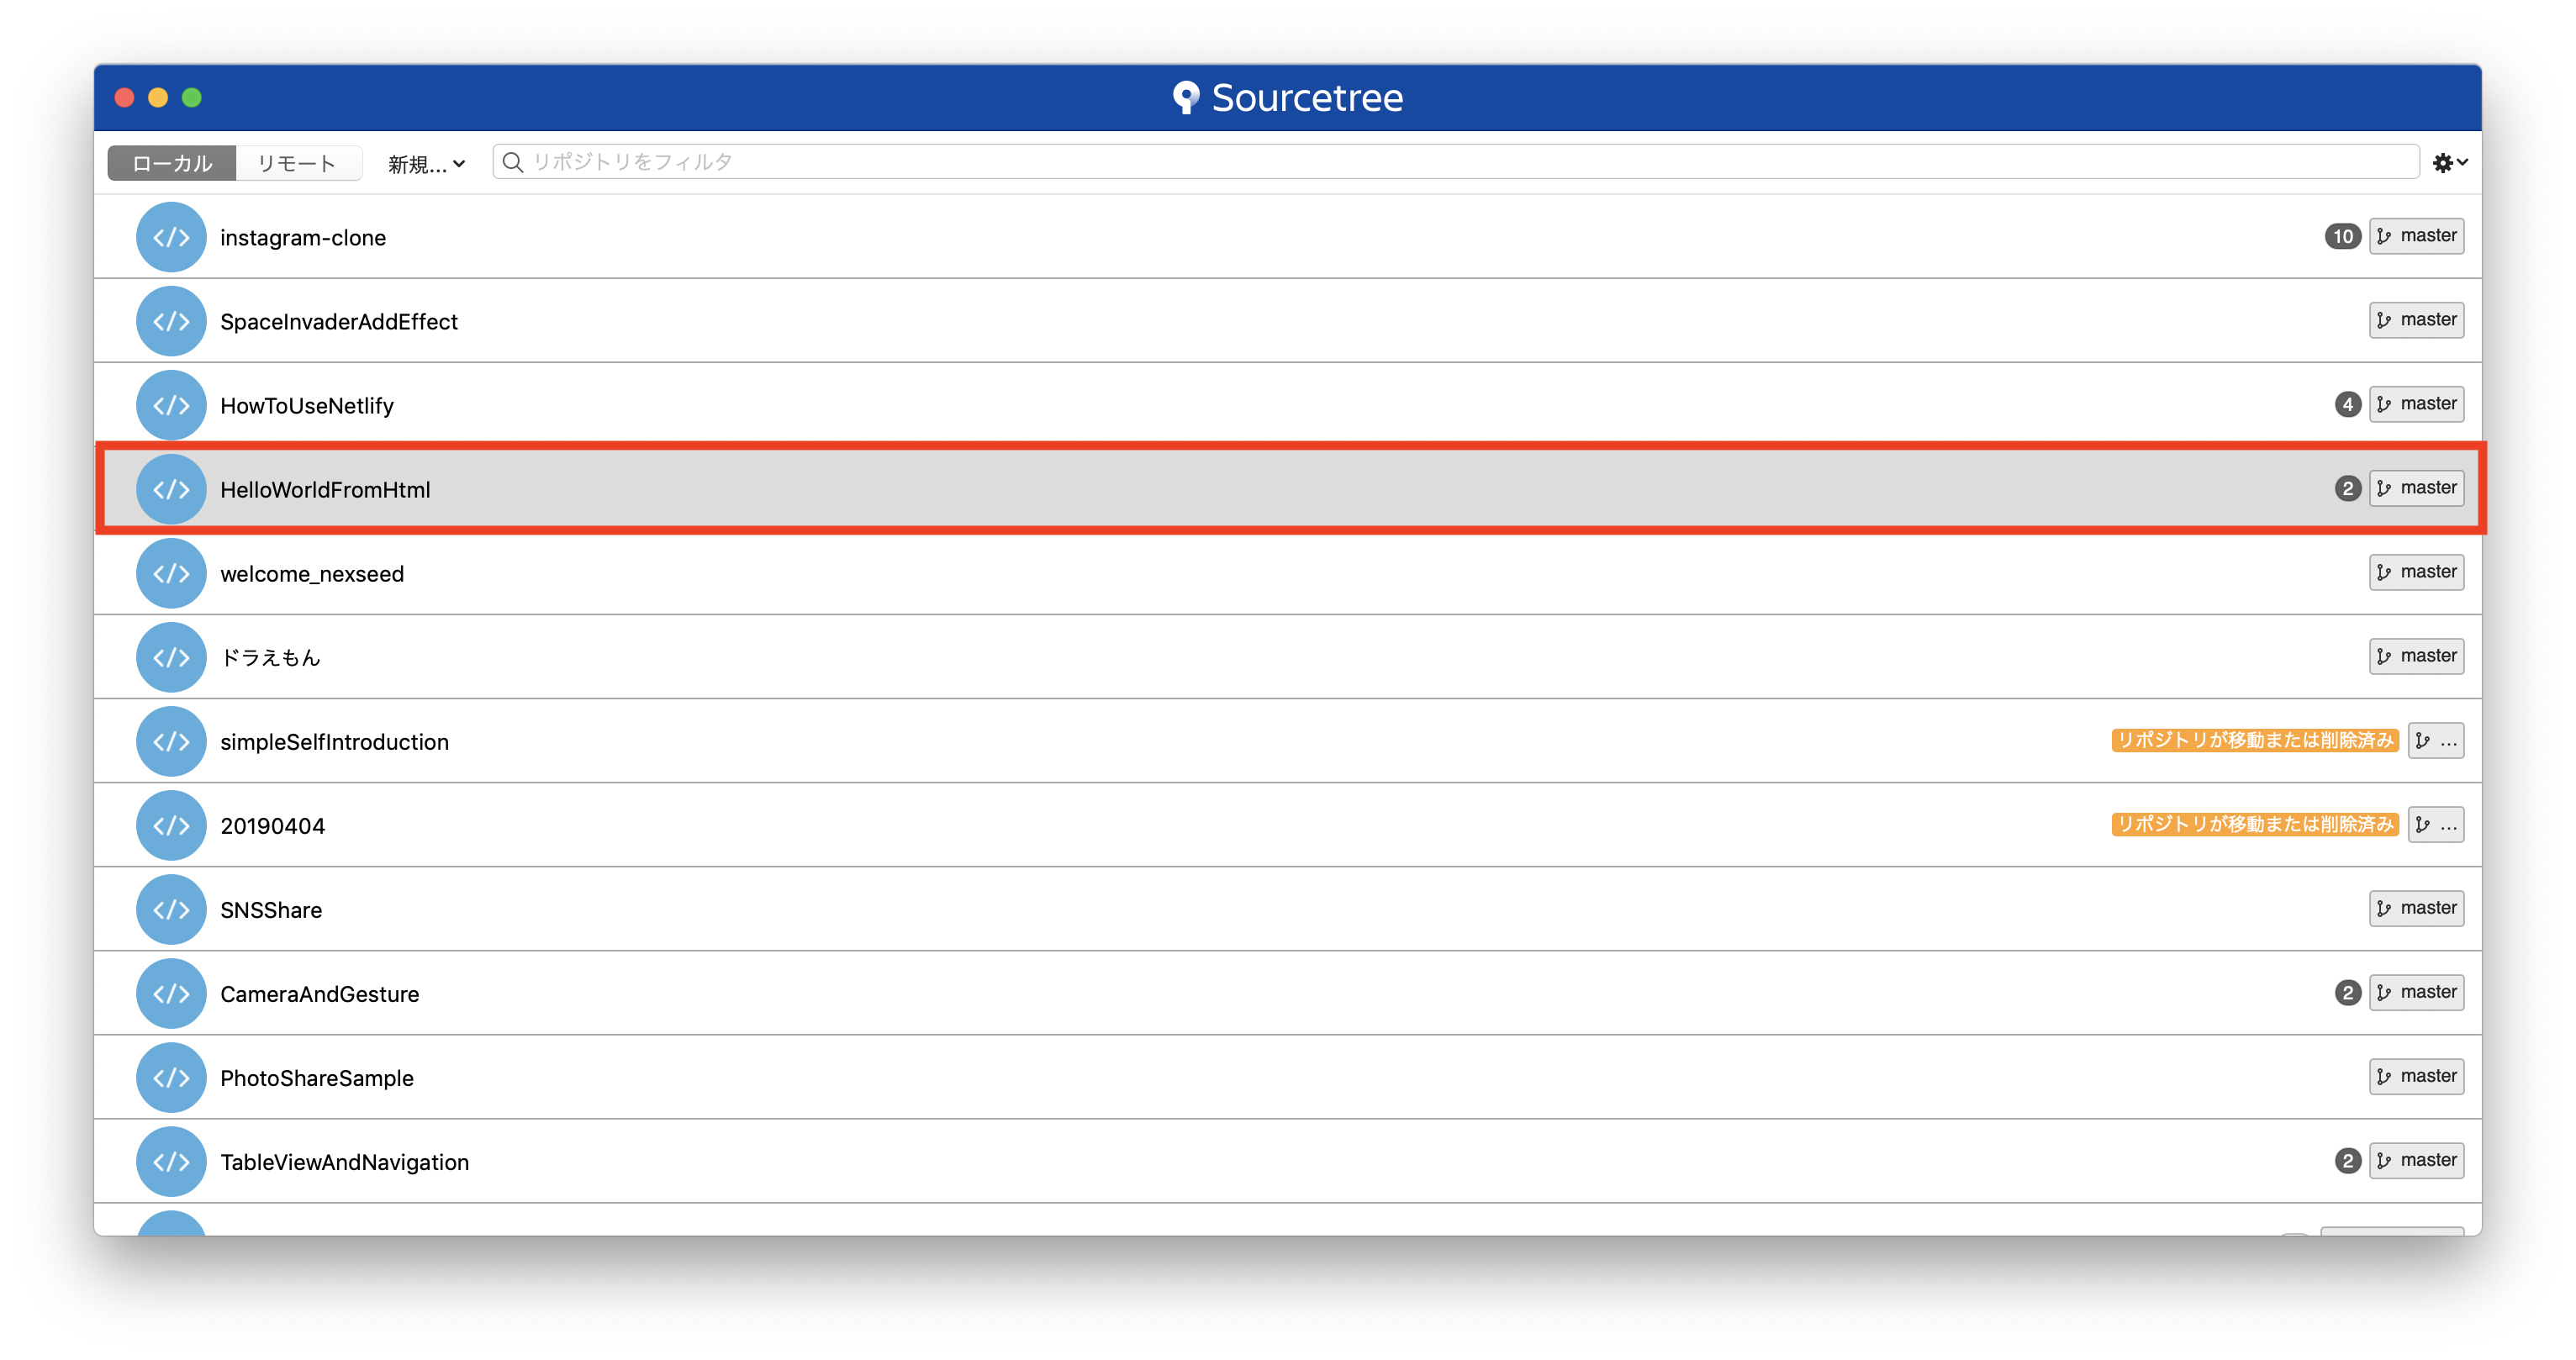 Sourcetree
ローカル リモート 新規... リポジトリをフィルタ
</> instagram-clone 10 master
</> SpaceInvaderAddEffect master
</> HowToUseNetlify 4 master
</> HelloWorldFromHtml 2 master
</> welcome_nexseed master
</> ドラえもん master
</> simpleSelfIntroduction リポジトリが移動または削除済み ...
</> 20190404 リポジトリが移動または削除済み ...
</> SNSShare master
</> CameraAndGesture 2 master
</> PhotoShareSample master
</> TableViewAndNavigation 2 master